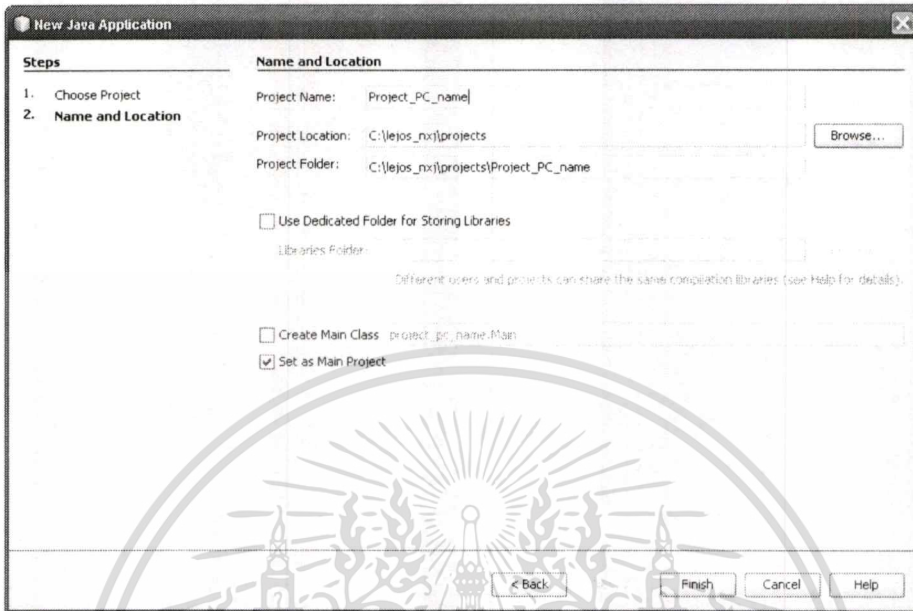 New Java Application
Steps
1. Choose Project
2. Name and Location
Name and Location
Project Name: Project_PC_name
Project Location: C:\lejos_nxj\projects
Browse...
Project Folder: C:\lejos_nxj\projects\Project_PC_name
Use Dedicated Folder for Storing Libraries
Libraries Folder:
Different users and projects can share the same compilation libraries (see Help for details).
Create Main Class project_pc_name.Main
Set as Main Project
< Back
Finish
Cancel
Help